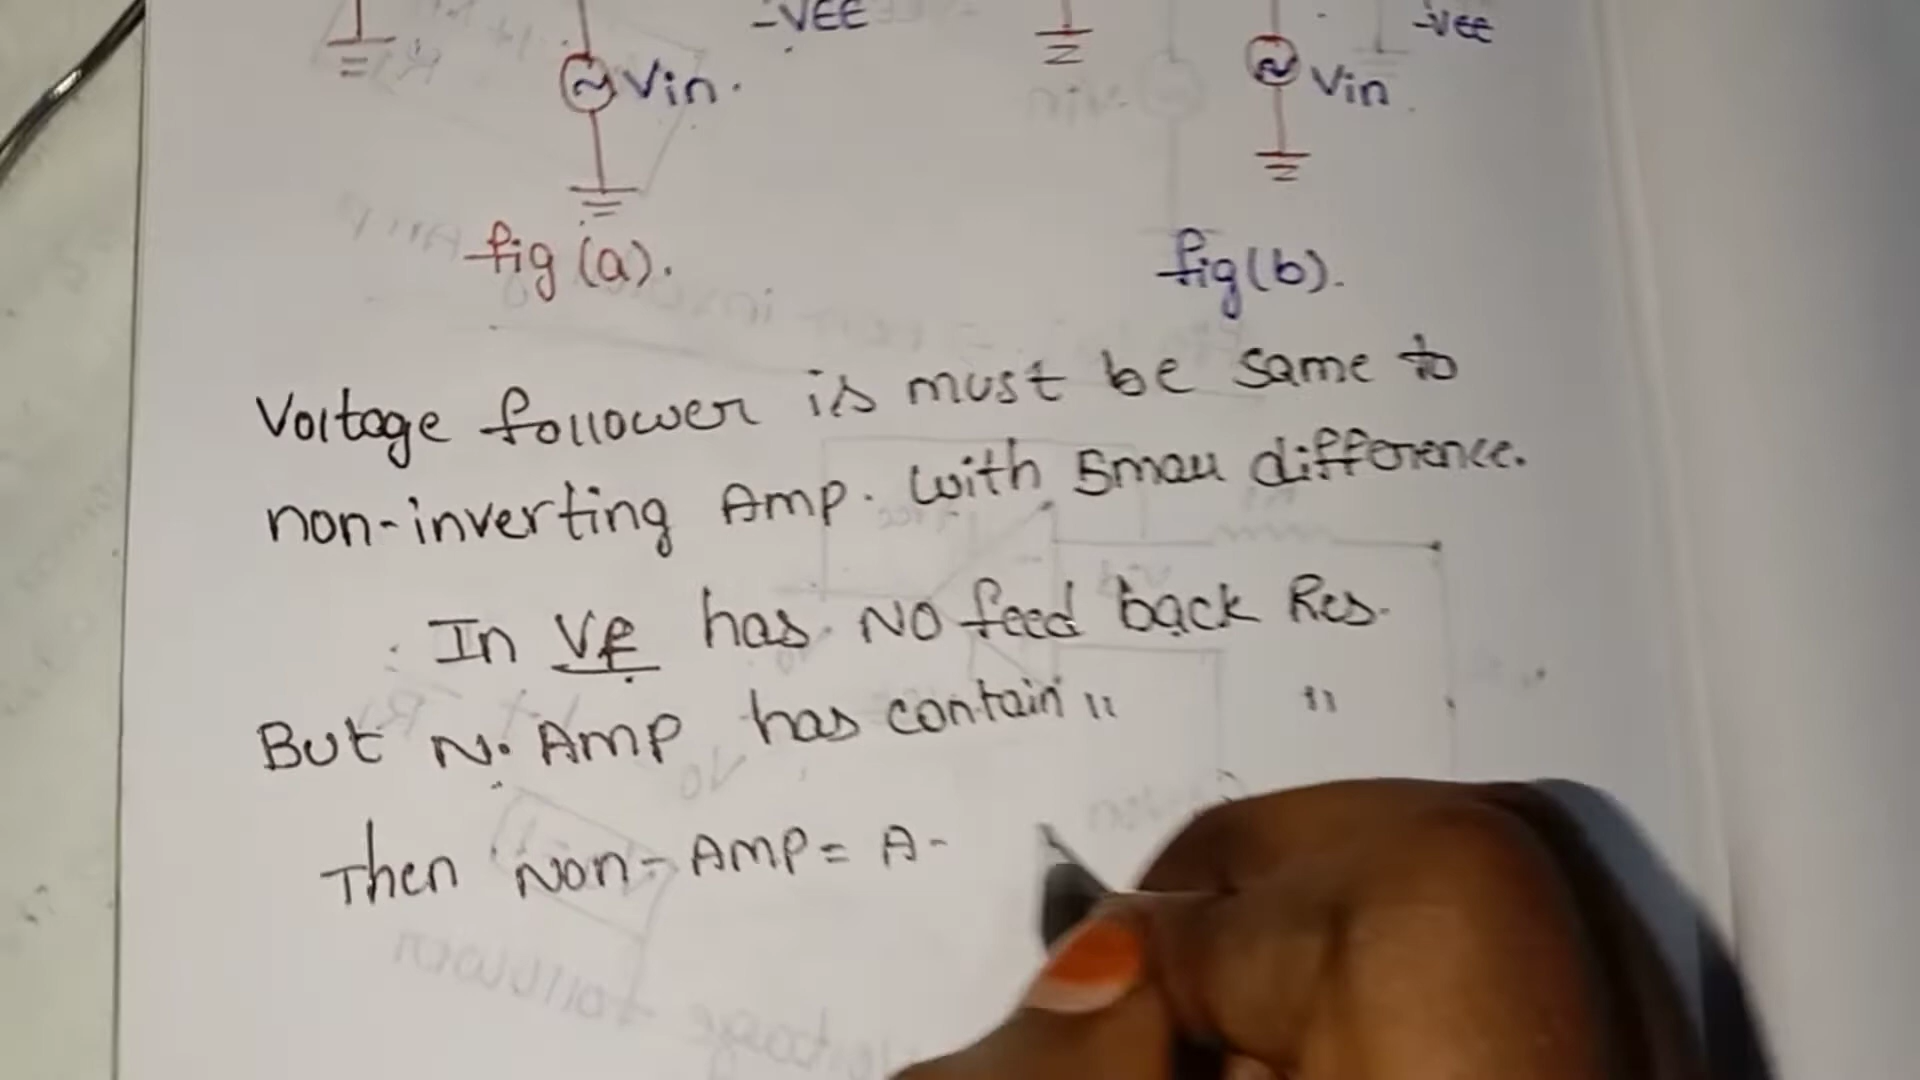 -VEE -VEE
Vin. Vin
fig (a). fig(b).
Voltage follower is must be same to
non-inverting Amp. with Small difference.
In VF has NO feed back Res.
But N. Amp has contain " "
Then Non-Amp = A-